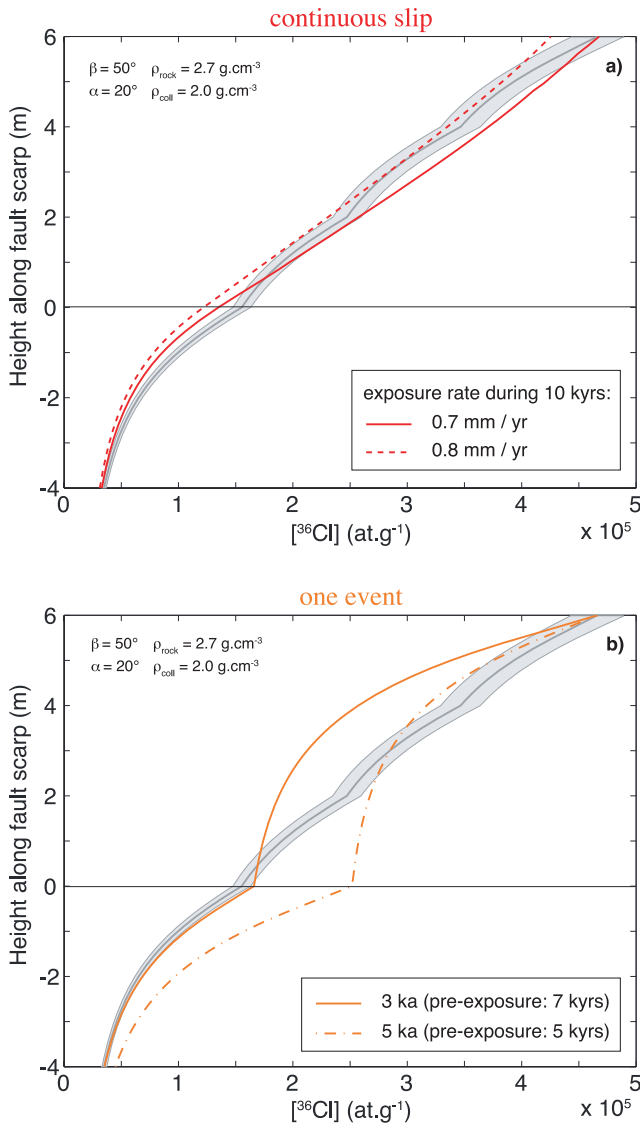 continuous slip
6
4
2
0
-2
-4
Height along fault scarp (m)
β = 50° ρrock = 2.7 g.cm-3
α = 20° ρcoll = 2.0 g.cm-3
a)
exposure rate during 10 kyrs:
0.7 mm / yr
0.8 mm / yr
0 1 2 3 4 5
[36Cl] (at.g-1)
x 10^5
one event
6
4
2
0
-2
-4
Height along fault scarp (m)
β = 50° ρrock = 2.7 g.cm-3
α = 20° ρcoll = 2.0 g.cm-3
b)
3 ka (pre-exposure: 7 kyrs)
5 ka (pre-exposure: 5 kyrs)
0 1 2 3 4 5
[36Cl] (at.g-1)
x 10^5